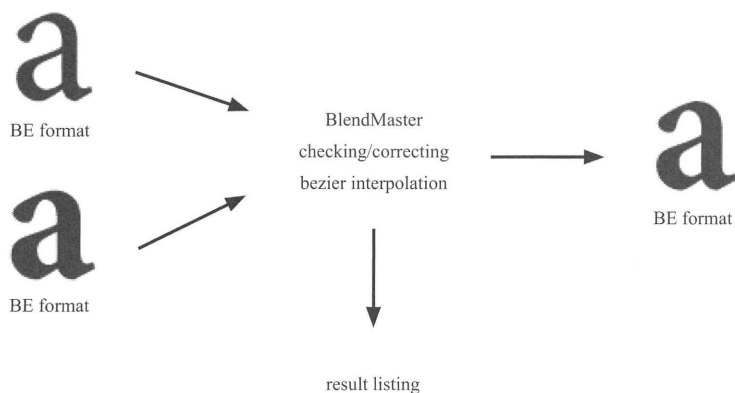 a
BE format
a
BE format
BlendMaster
checking/correcting
bezier interpolation
a
BE format
result listing